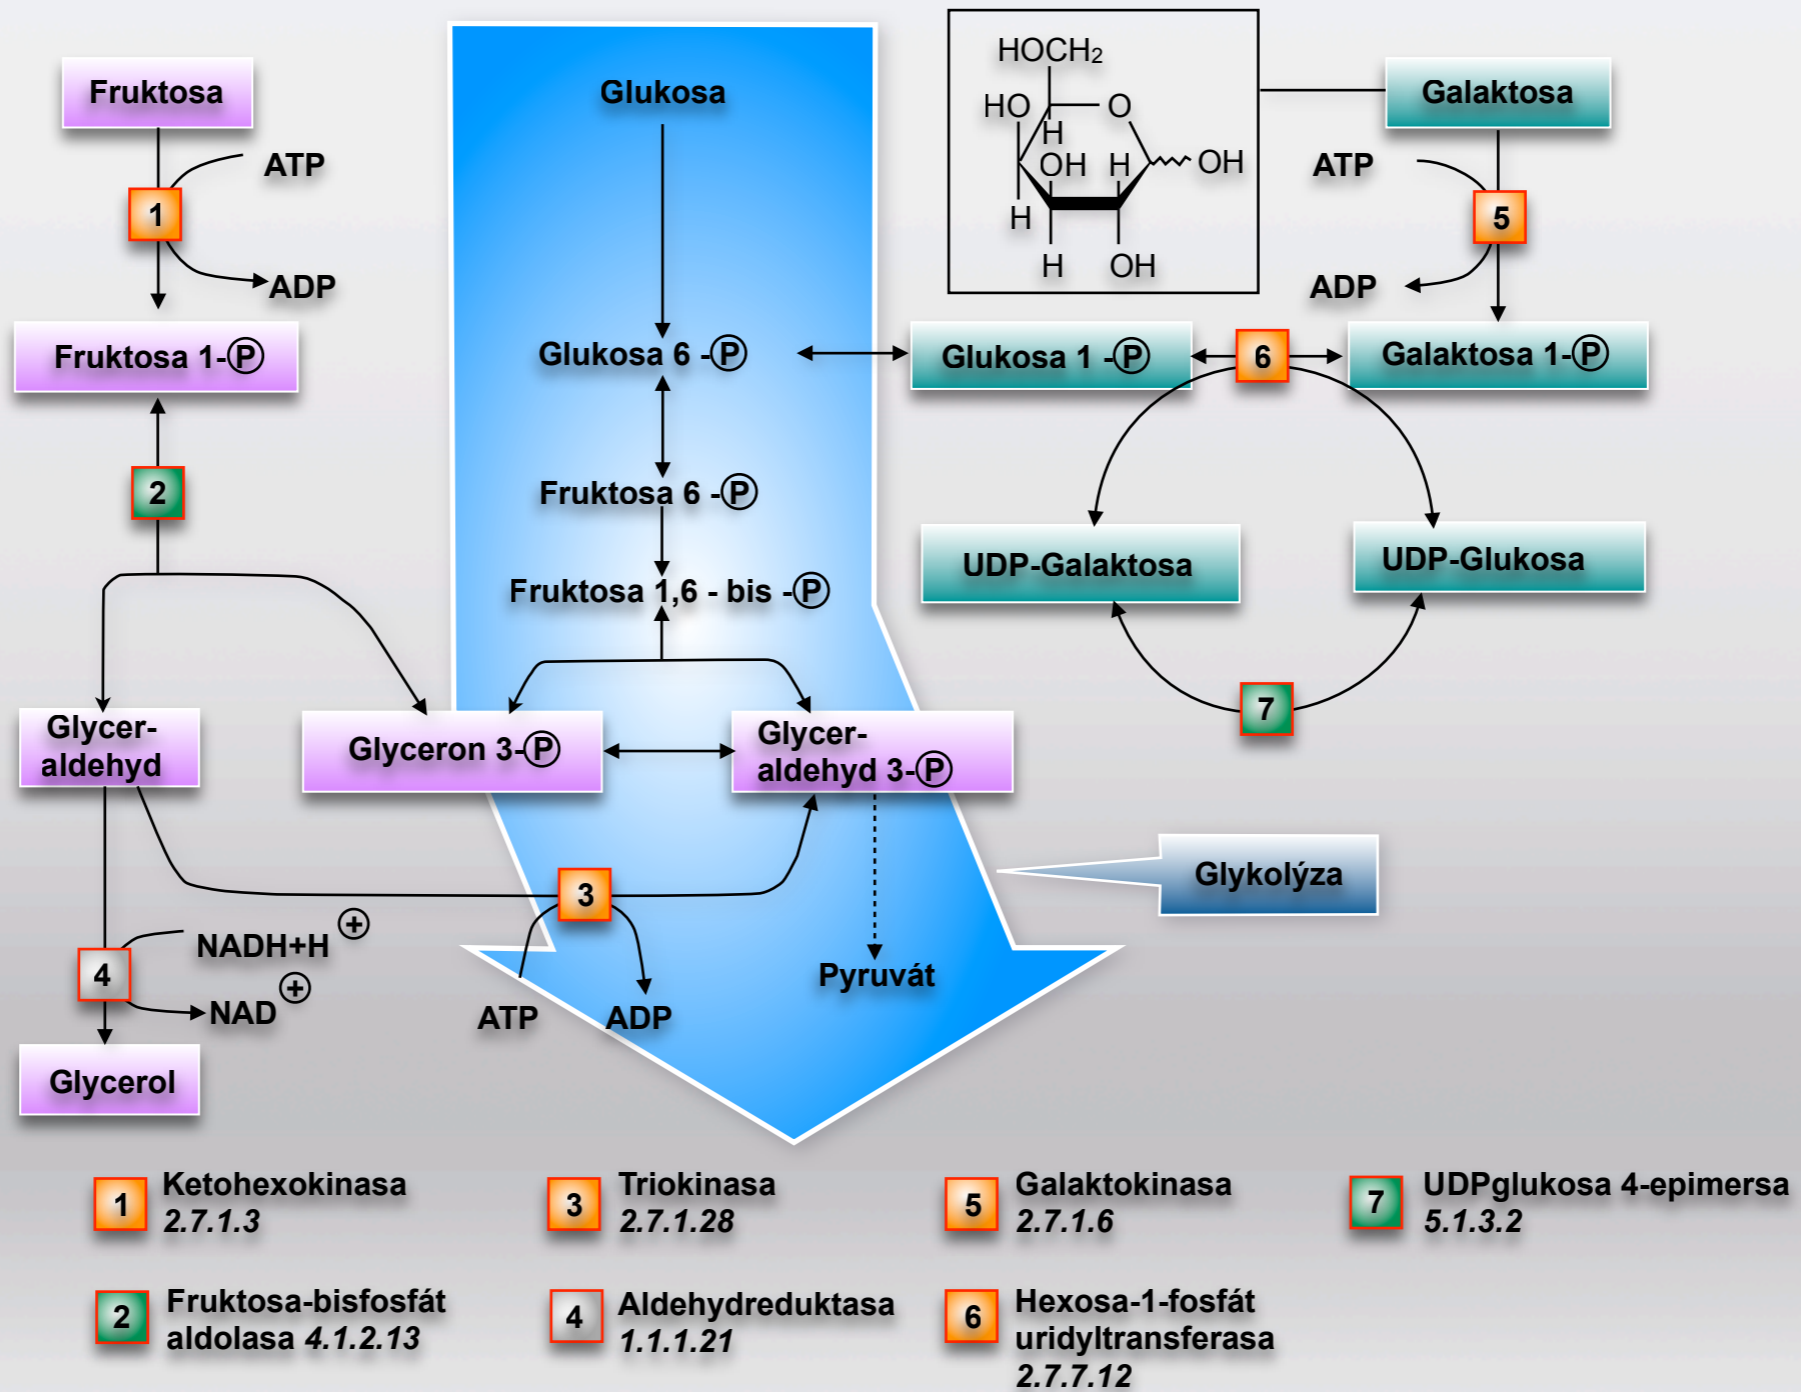 Fruktosa
Glukosa
HOCH2
HO
O
H
OH
H
OH
H
H
OH
Galaktosa
ATP
1
ADP
ATP
5
ADP
Fruktosa 1-P
Glukosa 6 -P
Glukosa 1 -P
6
Galaktosa 1-P
2
Fruktosa 6 -P
UDP-Galaktosa
UDP-Glukosa
Fruktosa 1,6 - bis -P
7
Glycer-
aldehyd
Glyceron 3-P
Glycer-
aldehyd 3-P
Glykolýza
3
4
NADH+H +
NAD +
ATP
ADP
Pyruvát
Glycerol
1
Ketohexokinasa
2.7.1.3
3
Triokinasa
2.7.1.28
5
Galaktokinasa
2.7.1.6
7
UDPglukosa 4-epimersa
5.1.3.2
2
Fruktosa-bisfosfát
aldolasa 4.1.2.13
4
Aldehydreduktasa
1.1.1.21
6
Hexosa-1-fosfát
uridyltransferasa
2.7.7.12